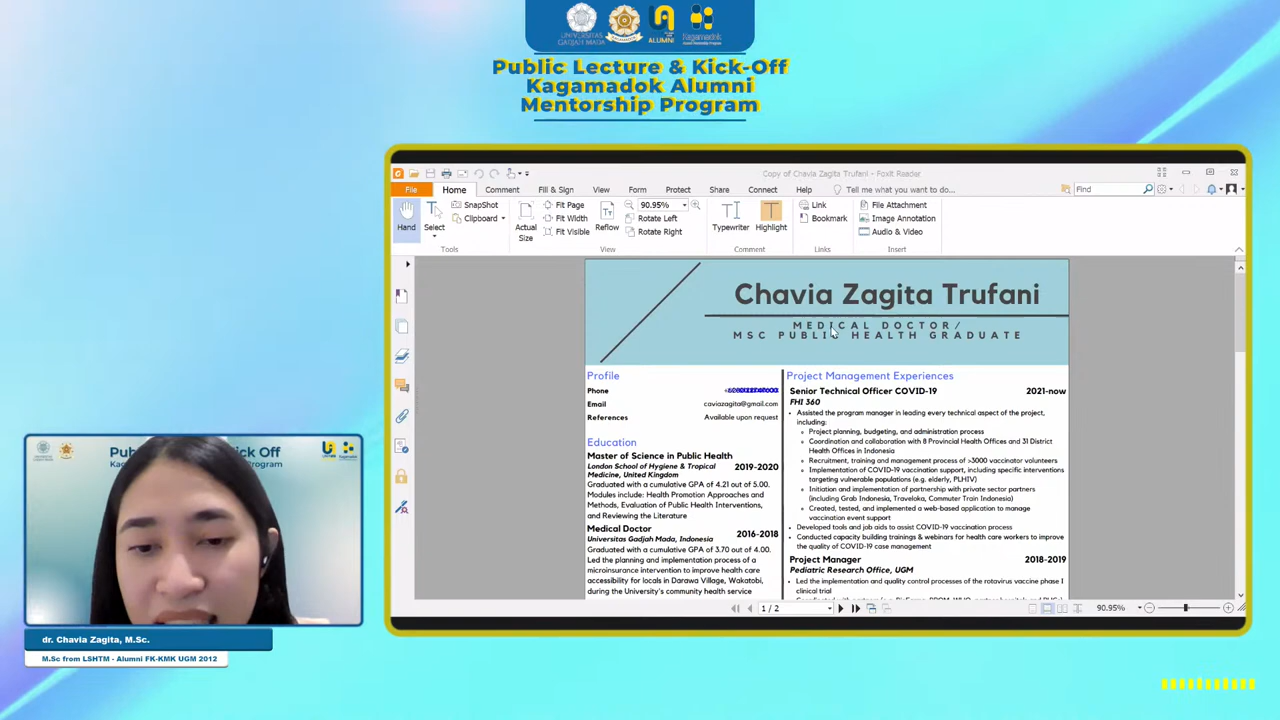 UNIVERSITAS
GADJAH MADA
ALUMNI
Kagamadok
Public Lecture & Kick-Off
Kagamadok Alumni
Mentorship Program
Copy of Chavia Zagita Trufani - Foxit Reader
File Home Comment Fill & Sign View Form Protect Share Connect Help Tell me what you want to do... Find
Hand
Select
SnapShot
Clipboard
Tools
Actual
Size
Fit Page
Fit Width
Fit Visible
Reflow
90.95%
Rotate Left
Rotate Right
View
Typewriter
Highlight
Comment
Link
Bookmark
Links
File Attachment
Image Annotation
Audio & Video
Insert
Chavia Zagita Trufani
MEDICAL DOCTOR/
MSC PUBLIC HEALTH GRADUATE
Profile
Phone
Email caviazagita@gmail.com
References Available upon request
Education
Master of Science in Public Health
London School of Hygiene & Tropical 2019-2020
Medicine, United Kingdom
Graduated with a cumulative GPA of 4.21 out of 5.00.
Modules include: Health Promotion Approaches and
Methods, Evaluation of Public Health Interventions,
and Reviewing the Literature
Medical Doctor 2016-2018
Universitas Gadjah Mada, Indonesia
Graduated with a cumulative GPA of 3.70 out of 4.00.
Led the planning and implementation process of a
microinsurance intervention to improve health care
accessibility for locals in Darawa Village, Wakatobi,
during the University's community health service
Project Management Experiences
Senior Technical Officer COVID-19 2021-now
FHI 360
Assisted the program manager in leading every technical aspect of the project,
including:
Project planning, budgeting, and administration process
Coordination and collaboration with 8 Provincial Health Offices and 31 District
Health Offices in Indonesia
Recruitment, training and management process of >3000 vaccinator volunteers
Implementation of COVID-19 vaccination support, including specific interventions
targeting vulnerable populations (e.g. elderly, PLHIV)
Initiation and implementation of partnership with private sector partners
(including Grab Indonesia, Traveloka, Commuter Train Indonesia)
Created, tested, and implemented a web-based application to manage
vaccination event support
Developed tools and job aids to assist COVID-19 vaccination process
Conducted capacity building trainings & webinars for health care workers to improve
the quality of COVID-19 case management
Project Manager 2018-2019
Pediatric Research Office, UGM
Led the implementation and quality control processes of the rotavirus vaccine phase I
clinical trial
1 / 2
90.95%
dr. Chavia Zagita, M.Sc.
M.Sc from LSHTM - Alumni FK-KMK UGM 2012